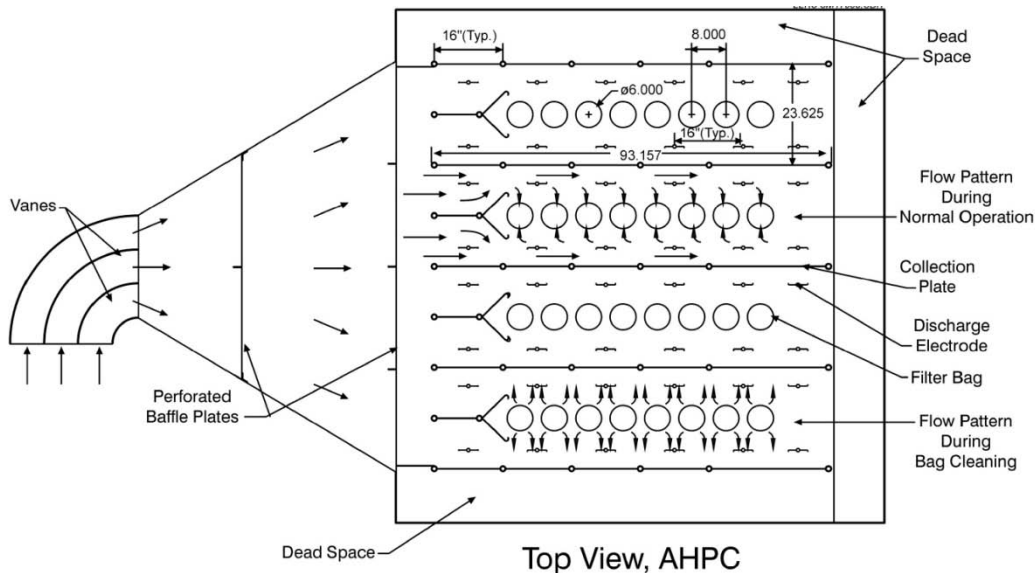 16"(Typ.)
8.000
Dead
Space
ø6.000
23.625
16"(Typ.)
93.157
Flow Pattern
During
Normal Operation
Vanes
Collection
Plate
Discharge
Electrode
Filter Bag
Perforated
Baffle Plates
Flow Pattern
During
Bag Cleaning
Dead Space
Top View, AHPC